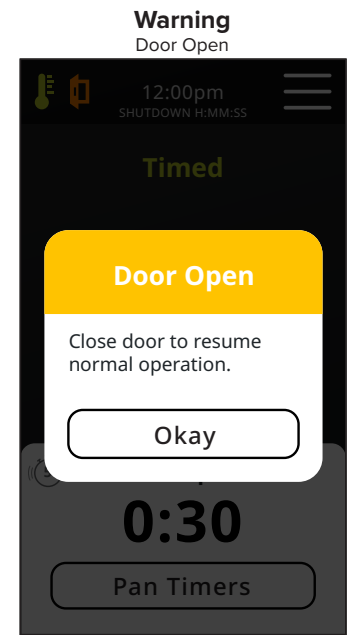 Warning
Door Open
12:00pm
SHUTDOWN H:MM:SS
Timed
Door Open
Close door to resume
normal operation.
Okay
0:30
Pan Timers